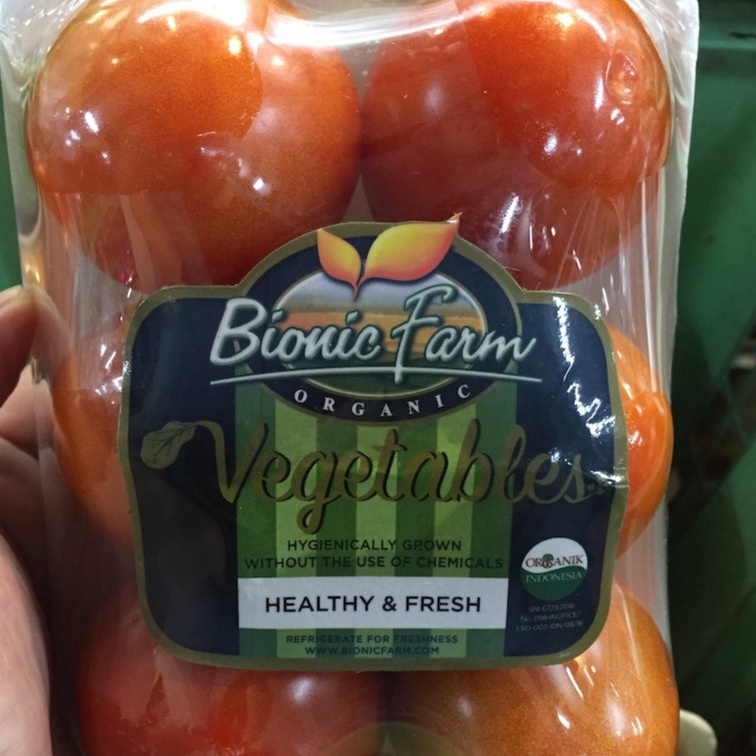 Bionic Farm
ORGANIC
Vegetables
HYGIENICALLY GROWN
WITHOUT THE USE OF CHEMICALS
HEALTHY & FRESH
REFRIGERATE FOR FRESHNESS
WWW.BIONICFARM.COM
ORGANIK
INDONESIA